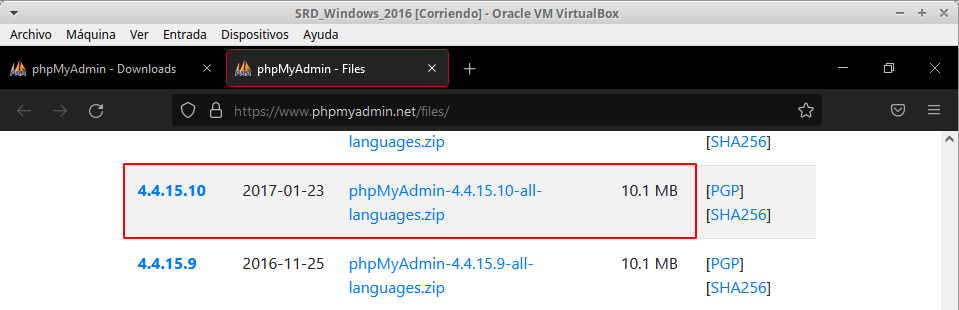 SRD_Windows_2016 [Corriendo] - Oracle VM VirtualBox
Archivo Máquina Ver Entrada Dispositivos Ayuda
phpMyAdmin - Downloads phpMyAdmin - Files
https://www.phpmyadmin.net/files/
languages.zip [SHA256]
4.4.15.10 2017-01-23 phpMyAdmin-4.4.15.10-all- 10.1 MB [PGP]
languages.zip [SHA256]
4.4.15.9 2016-11-25 phpMyAdmin-4.4.15.9-all- 10.1 MB [PGP]
languages.zip [SHA256]